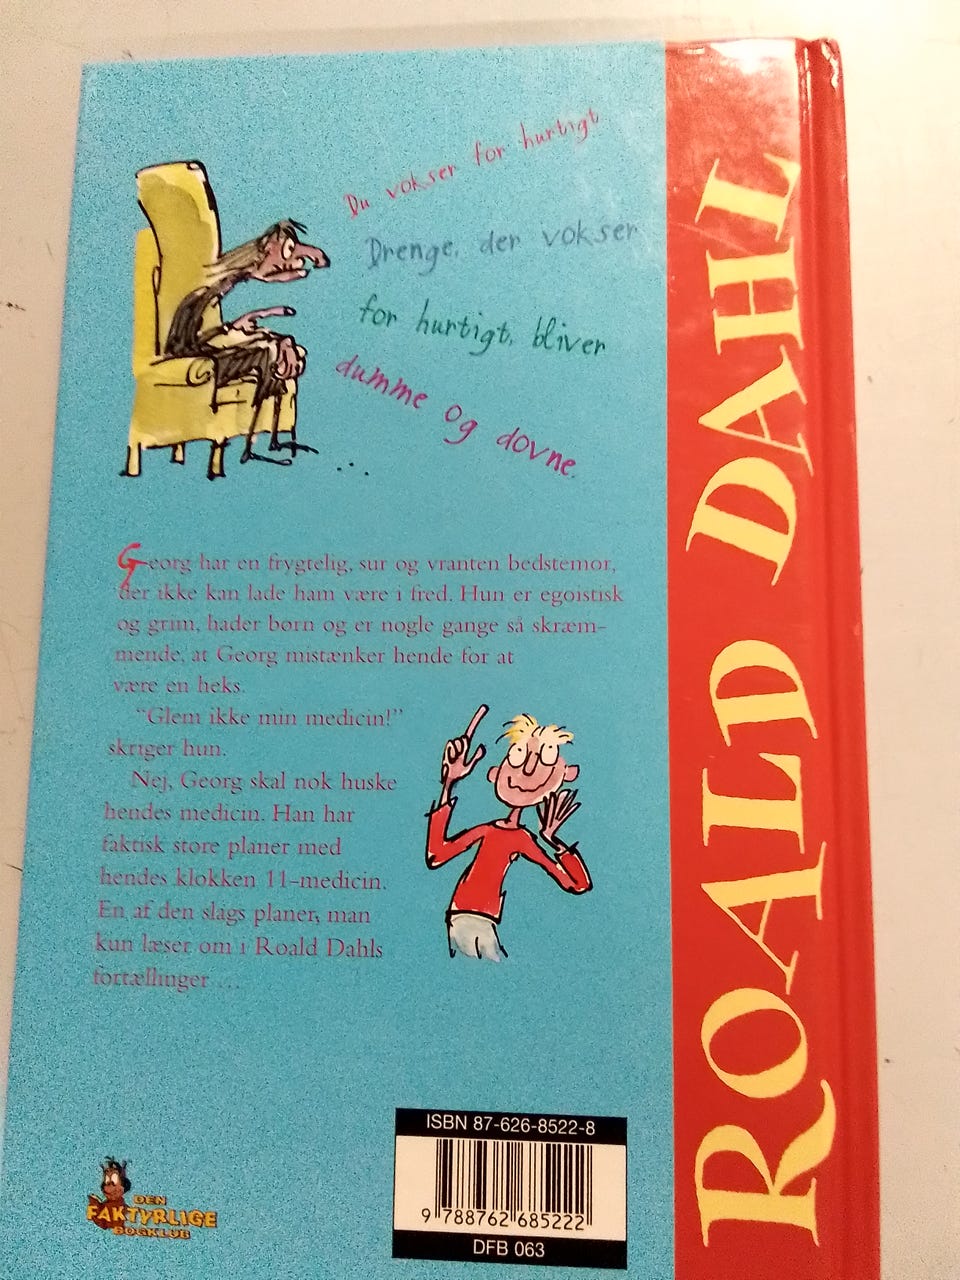 Du vokser for hurtigt
Drenge, der vokser
for hurtigt, bliver
dumme og dovne.
...
Georg har en frygtelig, sur og vranten bedstemor,
der ikke kan lade ham være i fred. Hun er egoistisk
og grim, hader børn og er nogle gange så skræm-
mende, at Georg mistænker hende for at
være en heks.
"Glem ikke min medicin!"
skriger hun.
Nej, Georg skal nok huske
hendes medicin. Han har
faktisk store planer med
hendes klokken 11-medicin.
En af den slags planer, man
kun læser om i Roald Dahls
fortællinger ...
ROALD DAHL
ISBN 87-626-8522-8
9 788762 685222
DFB 063
DEN
FAKTYRLIGE
BOGKLUB